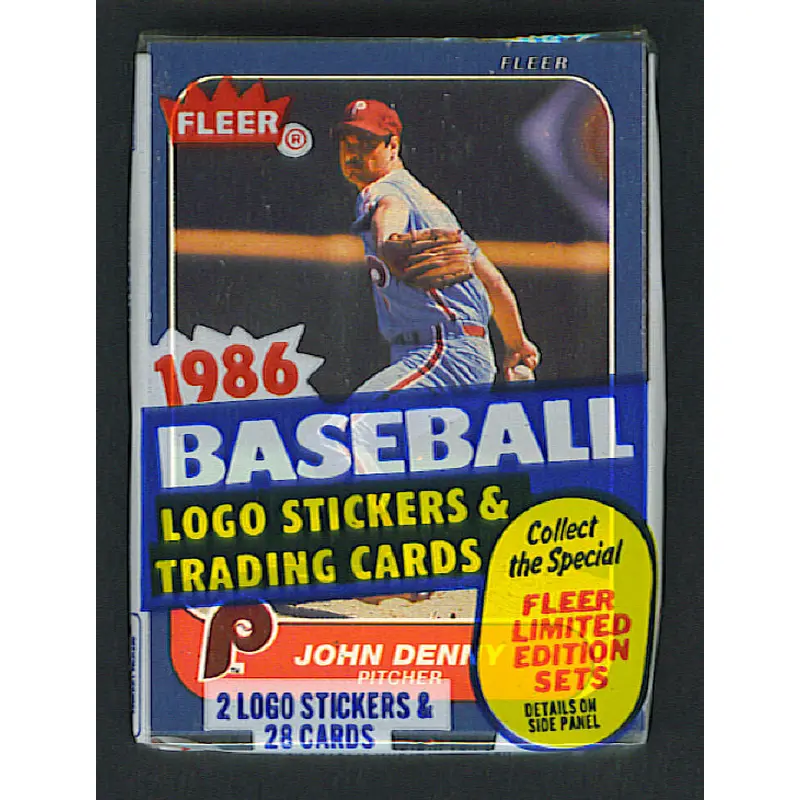 FLEER
FLEER ®
1986
BASEBALL
LOGO STICKERS &
TRADING CARDS
Collect
the Special
FLEER
LIMITED
EDITION
SETS
DETAILS ON
SIDE PANEL
P
JOHN DENNY
PITCHER
2 LOGO STICKERS &
28 CARDS